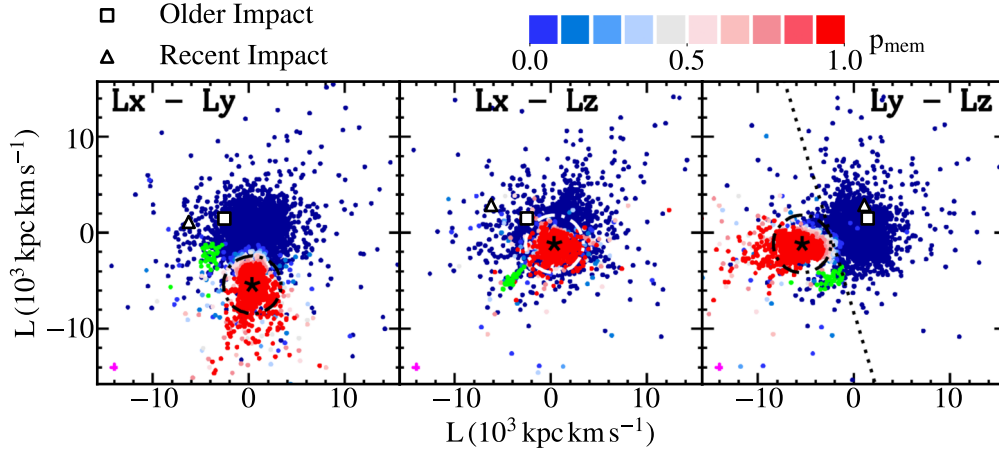 Older Impact
Recent Impact
0.0 0.5 1.0 p_mem
Lx − Ly
Lx − Lz
Ly − Lz
L (10³ kpc km s⁻¹)
10
0
−10
−10 0 10
−10 0 10
−10 0 10
L (10³ kpc km s⁻¹)